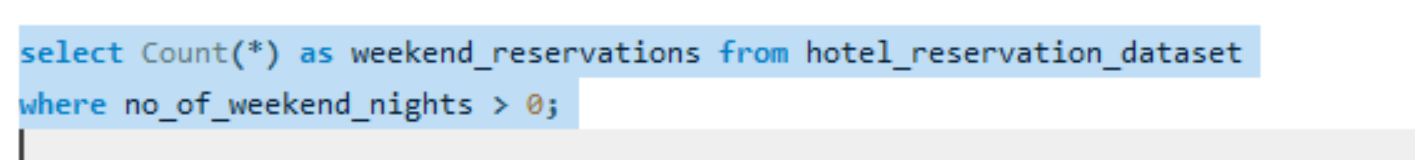 select Count(*) as weekend_reservations from hotel_reservation_dataset
where no_of_weekend_nights > 0;